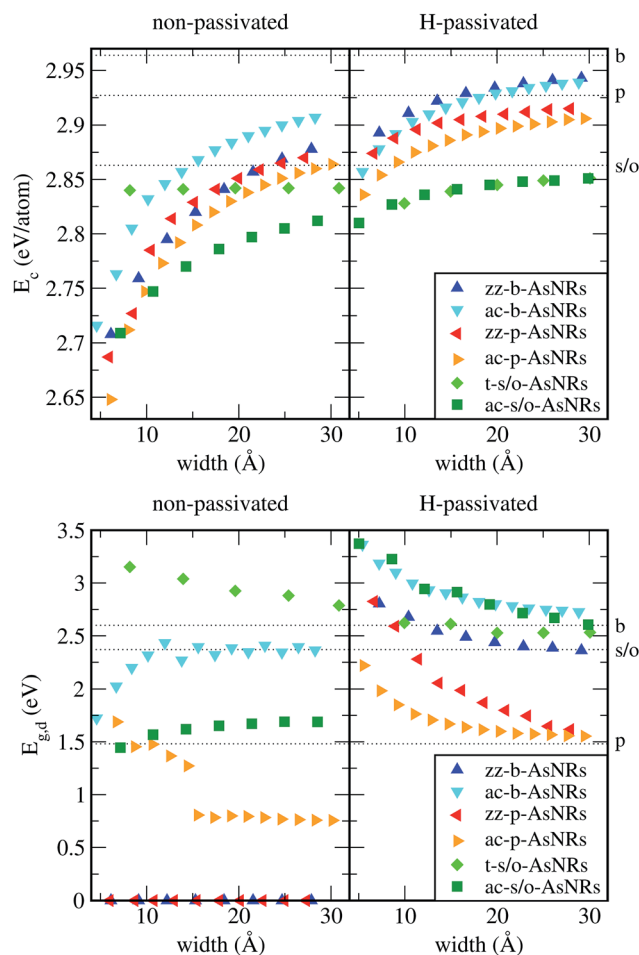 non-passivated
H-passivated
2.95
2.9
2.85
2.8
2.75
2.7
2.65
E_c (eV/atom)
b
p
s/o
zz-b-AsNRs
ac-b-AsNRs
zz-p-AsNRs
ac-p-AsNRs
t-s/o-AsNRs
ac-s/o-AsNRs
10 20 30 10 20 30
width (Å) width (Å)
non-passivated
H-passivated
3.5
3
2.5
2
1.5
1
0.5
0
E_g,d (eV)
b
s/o
p
zz-b-AsNRs
ac-b-AsNRs
zz-p-AsNRs
ac-p-AsNRs
t-s/o-AsNRs
ac-s/o-AsNRs
10 20 30 10 20 30
width (Å) width (Å)